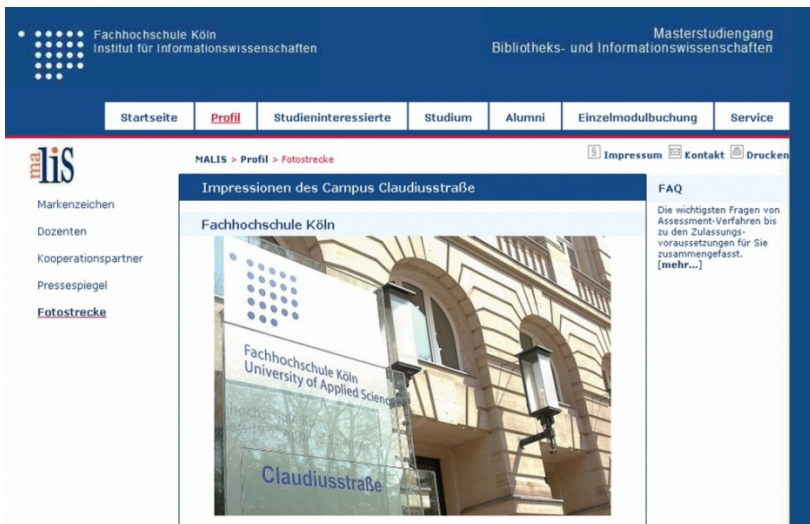 Fachhochschule Köln
Institut für Informationswissenschaften
Masterstudiengang
Bibliotheks- und Informationswissenschaften
Startseite
Profil
Studieninteressierte
Studium
Alumni
Einzelmodulbuchung
Service
maliS
MALIS > Profil > Fotostrecke
§ Impressum
Kontakt
Drucken
Markenzeichen
Dozenten
Kooperationspartner
Pressespiegel
Fotostrecke
Impressionen des Campus Claudiusstraße
Fachhochschule Köln
Fachhochschule Köln
University of Applied Sciences
Claudiusstraße
FAQ
Die wichtigsten Fragen von
Assessment-Verfahren bis
zu den Zulass-
voraussetzungen für Sie
zusammengefasst.
[mehr...]